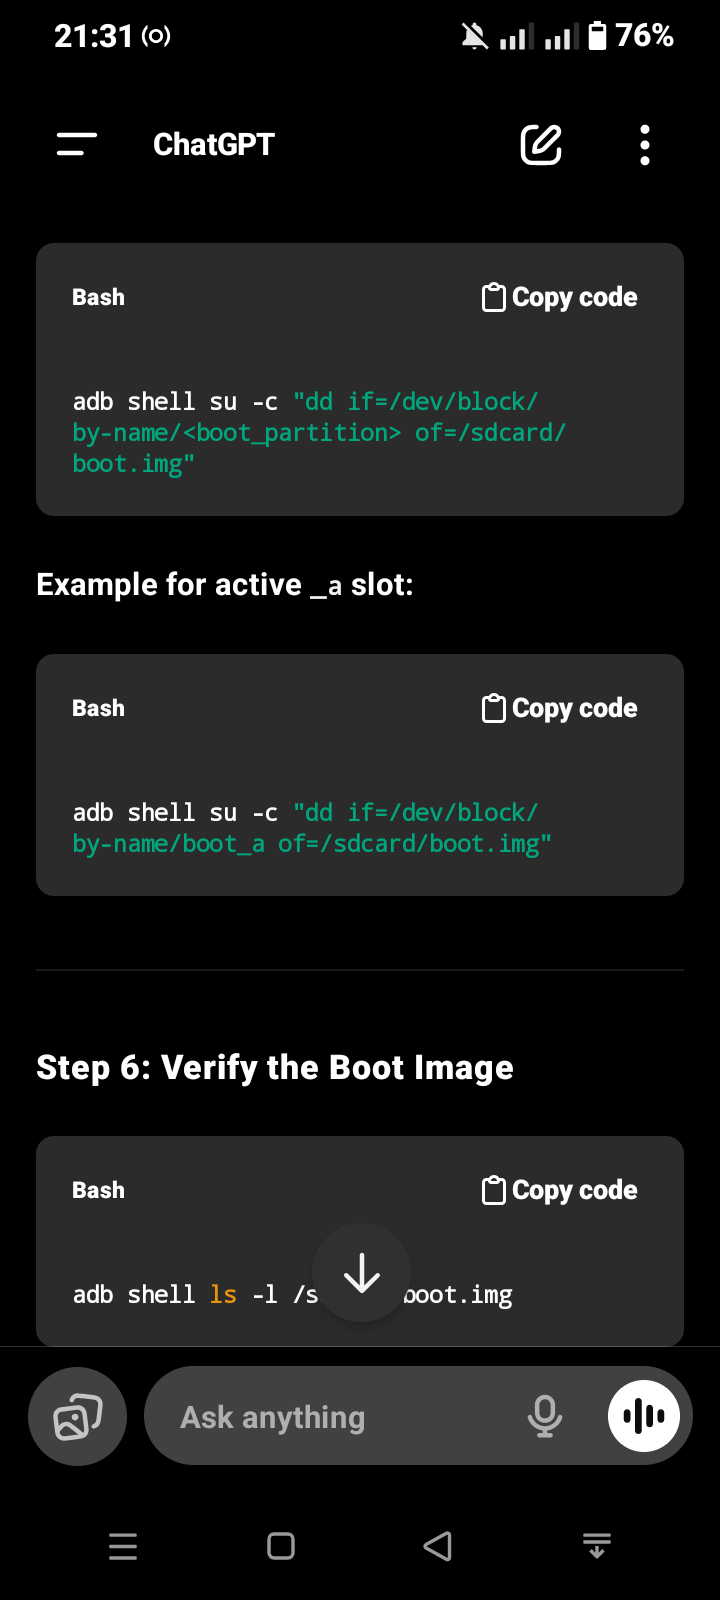 21:31
76%
ChatGPT
Bash
Copy code
adb shell su -c "dd if=/dev/block/
by-name/<boot_partition> of=/sdcard/
boot.img"
Example for active _a slot:
Bash
Copy code
adb shell su -c "dd if=/dev/block/
by-name/boot_a of=/sdcard/boot.img"
Step 6: Verify the Boot Image
Bash
Copy code
adb shell ls -l /s boot.img
Ask anything